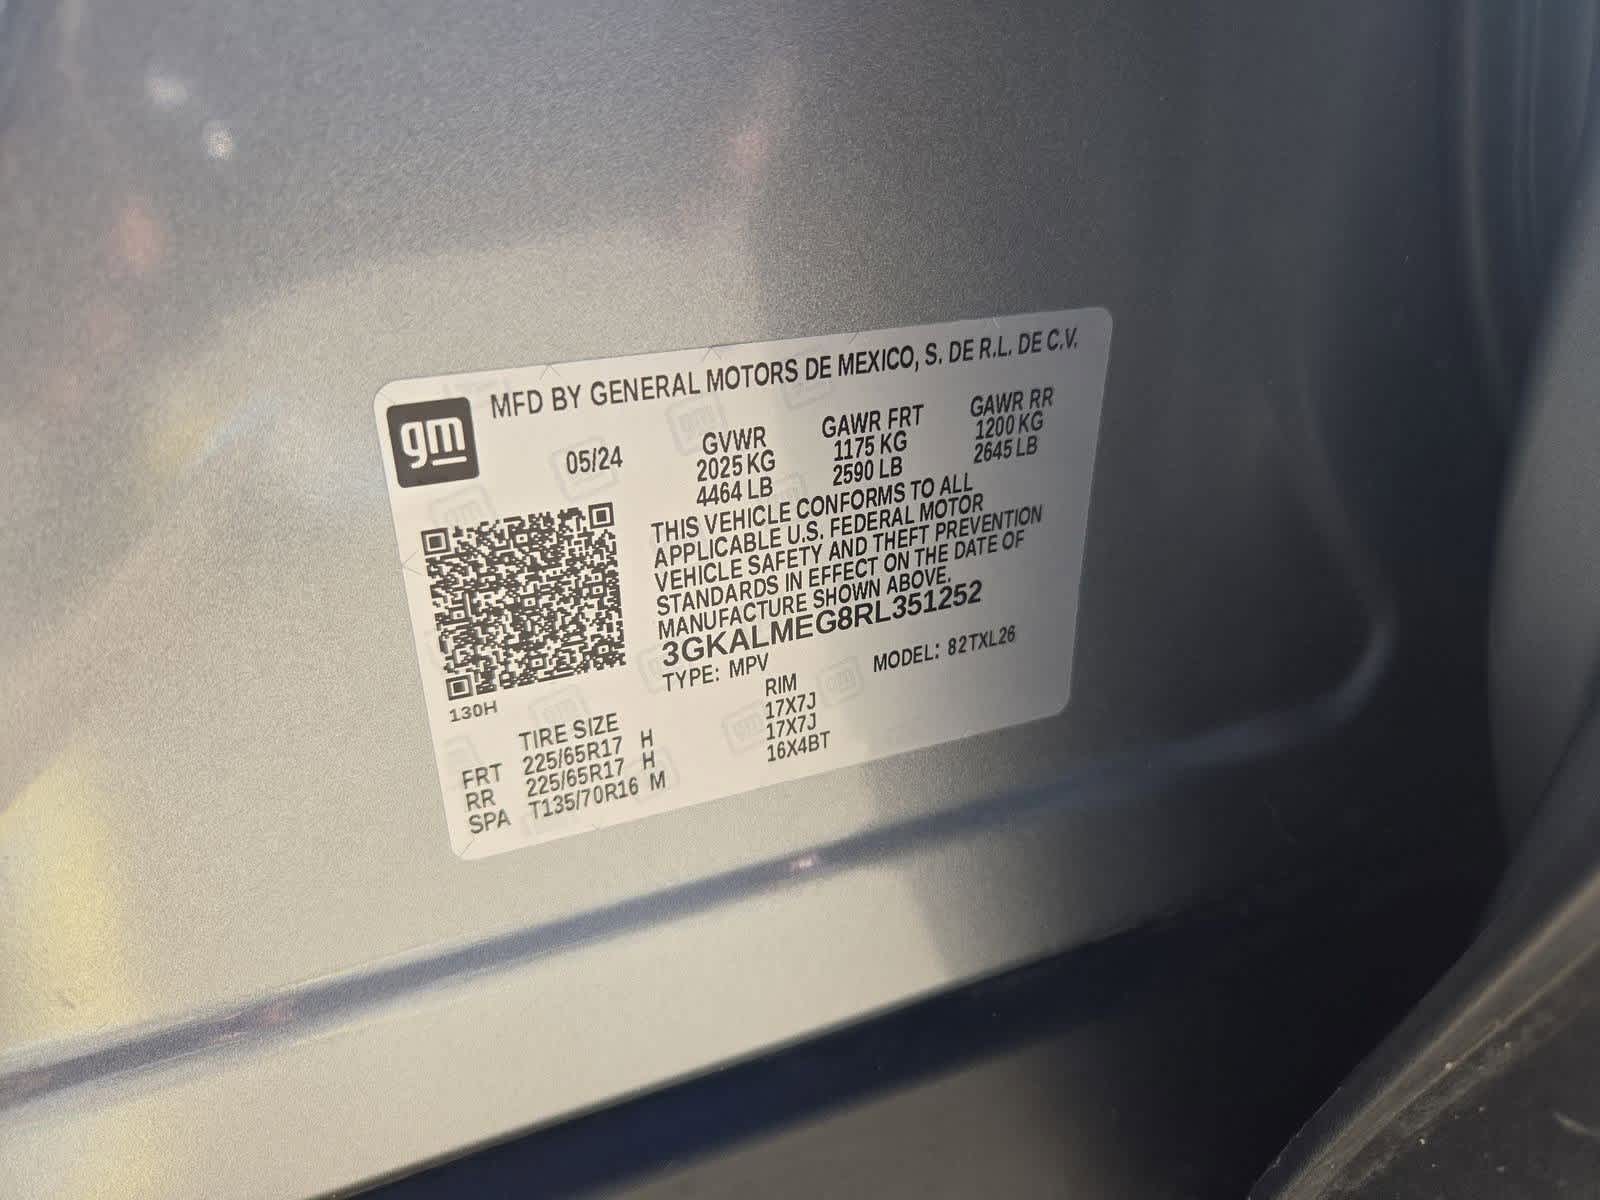 gm
MFD BY GENERAL MOTORS DE MEXICO, S. DE R.L. DE C.V.
05/24
GVWR GAWR FRT GAWR RR
2025 KG 1175 KG 1200 KG
4464 LB 2590 LB 2645 LB
THIS VEHICLE CONFORMS TO ALL
APPLICABLE U.S. FEDERAL MOTOR
VEHICLE SAFETY AND THEFT PREVENTION
STANDARDS IN EFFECT ON THE DATE OF
MANUFACTURE SHOWN ABOVE.
3GKALMEG8RL351252
TYPE: MPV MODEL: 82TXL26
130H
TIRE SIZE RIM
FRT 225/65R17 H 17X7J
RR 225/65R17 H 17X7J
SPA T135/70R16 M 16X4BT